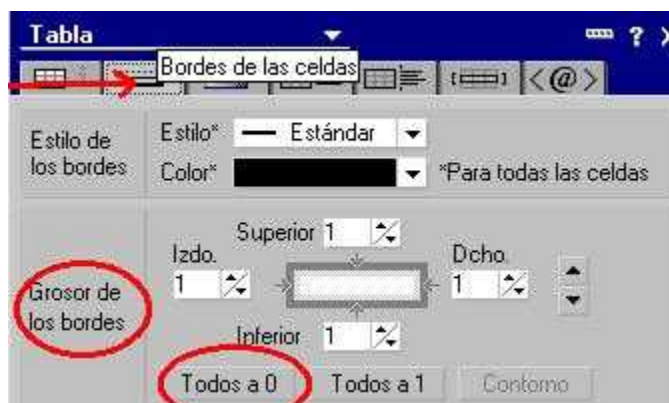 Tabla
?
Bordes de las celdas
<@>
Estilo de los bordes
Estilo* Estándar
Color* *Para todas las celdas
Grosor de los bordes
Superior 1
Izdo.
1
Dcho.
1
Inferior 1
Todos a 0 Todos a 1 Contorno